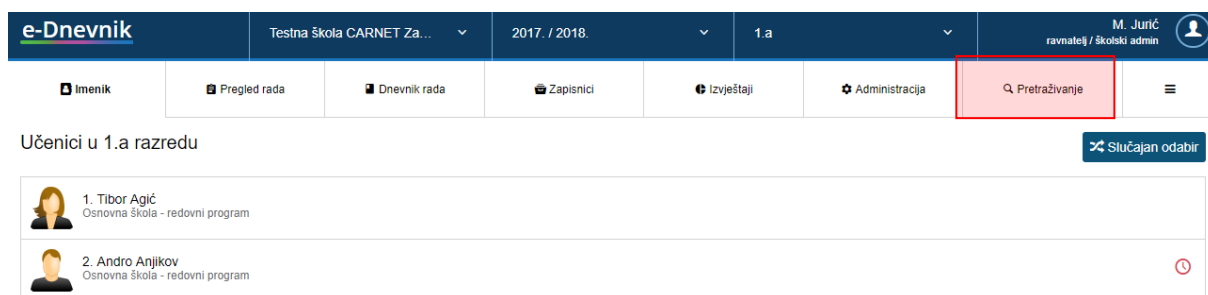 e-Dnevnik
Testna škola CARNET Za...
2017. / 2018.
1.a
M. Jurić
ravnatelj / školski admin
Imenik
Pregled rada
Dnevnik rada
Zapisnici
Izvještaji
Administracija
Pretraživanje
Učenici u 1.a razredu
Slučajan odabir
1. Tibor Agić
Osnovna škola - redovni program
2. Andro Anjikov
Osnovna škola - redovni program